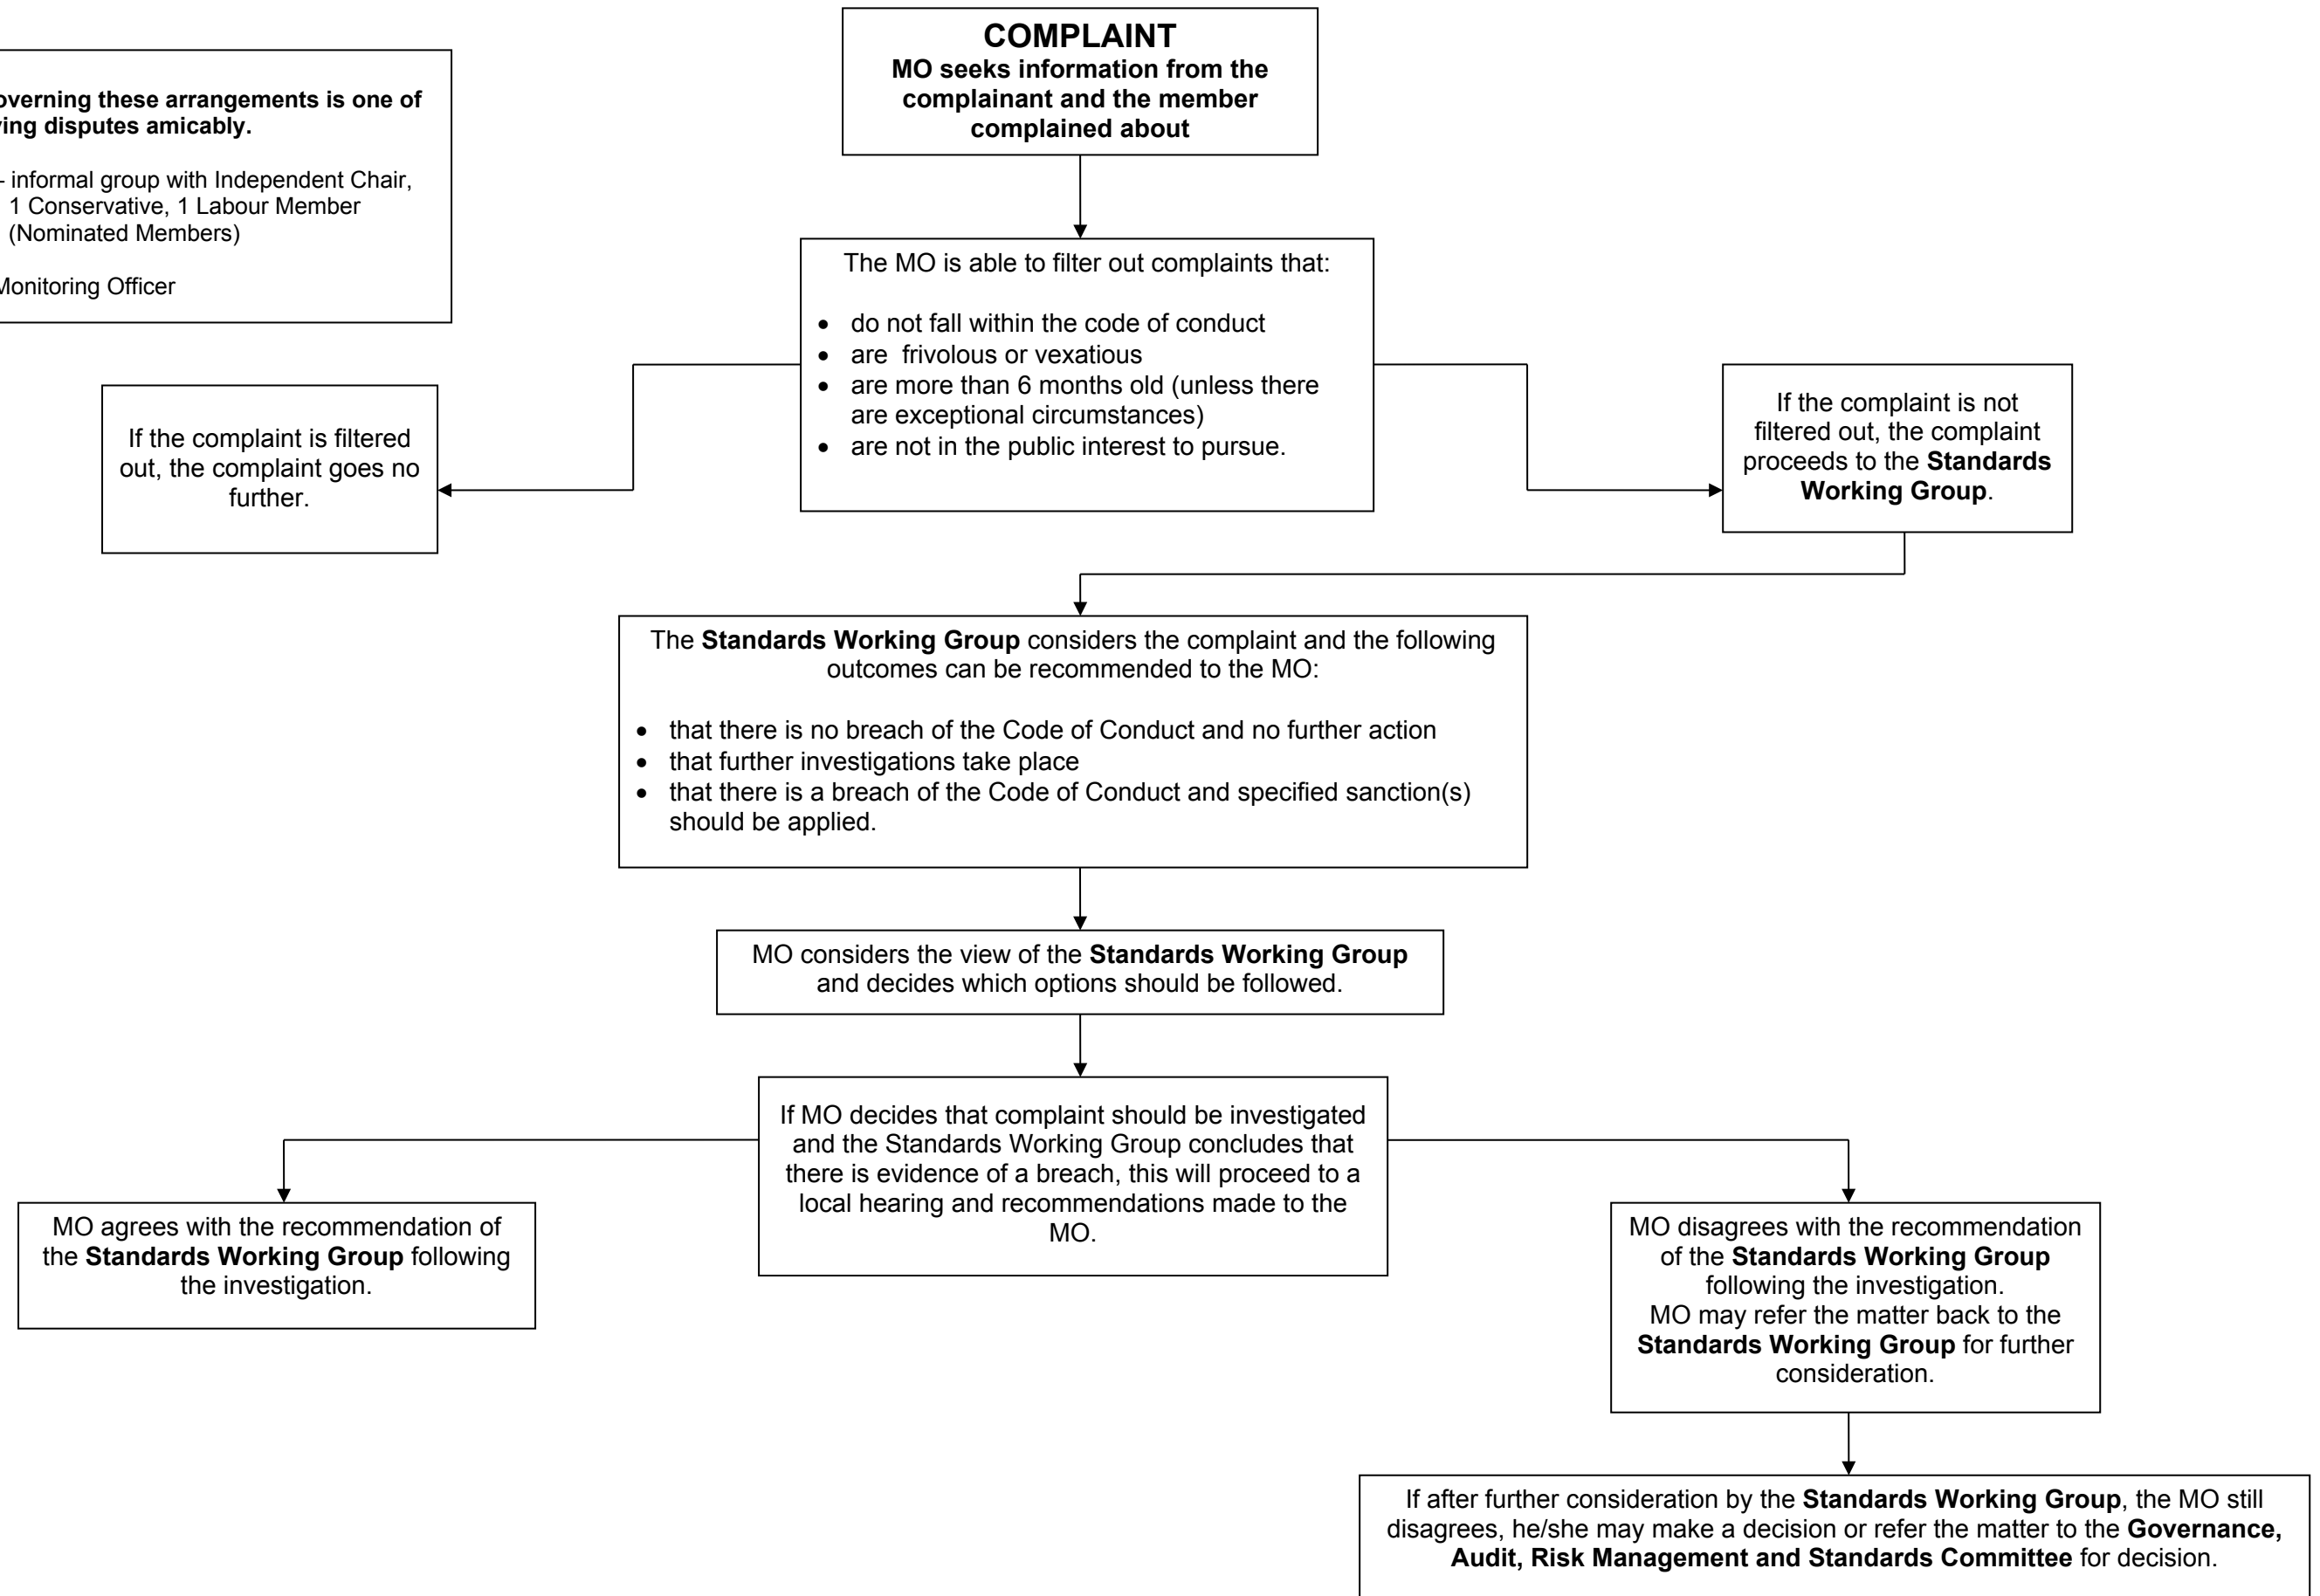 COMPLAINT
MO seeks information from the
complainant and the member
complained about
overning these arrangements is one of
ving disputes amicably.
- informal group with Independent Chair,
1 Conservative, 1 Labour Member
(Nominated Members)
Monitoring Officer
The MO is able to filter out complaints that:
• do not fall within the code of conduct
• are  frivolous or vexatious
• are more than 6 months old (unless there
are exceptional circumstances)
• are not in the public interest to pursue.
If the complaint is filtered
out, the complaint goes no
further.
If the complaint is not
filtered out, the complaint
proceeds to the Standards
Working Group.
The Standards Working Group considers the complaint and the following
outcomes can be recommended to the MO:
• that there is no breach of the Code of Conduct and no further action
• that further investigations take place
• that there is a breach of the Code of Conduct and specified sanction(s)
should be applied.
MO considers the view of the Standards Working Group
and decides which options should be followed.
If MO decides that complaint should be investigated
and the Standards Working Group concludes that
there is evidence of a breach, this will proceed to a
local hearing and recommendations made to the
MO.
MO agrees with the recommendation of
the Standards Working Group following
the investigation.
MO disagrees with the recommendation
of the Standards Working Group
following the investigation.
MO may refer the matter back to the
Standards Working Group for further
consideration.
If after further consideration by the Standards Working Group, the MO still
disagrees, he/she may make a decision or refer the matter to the Governance,
Audit, Risk Management and Standards Committee for decision.